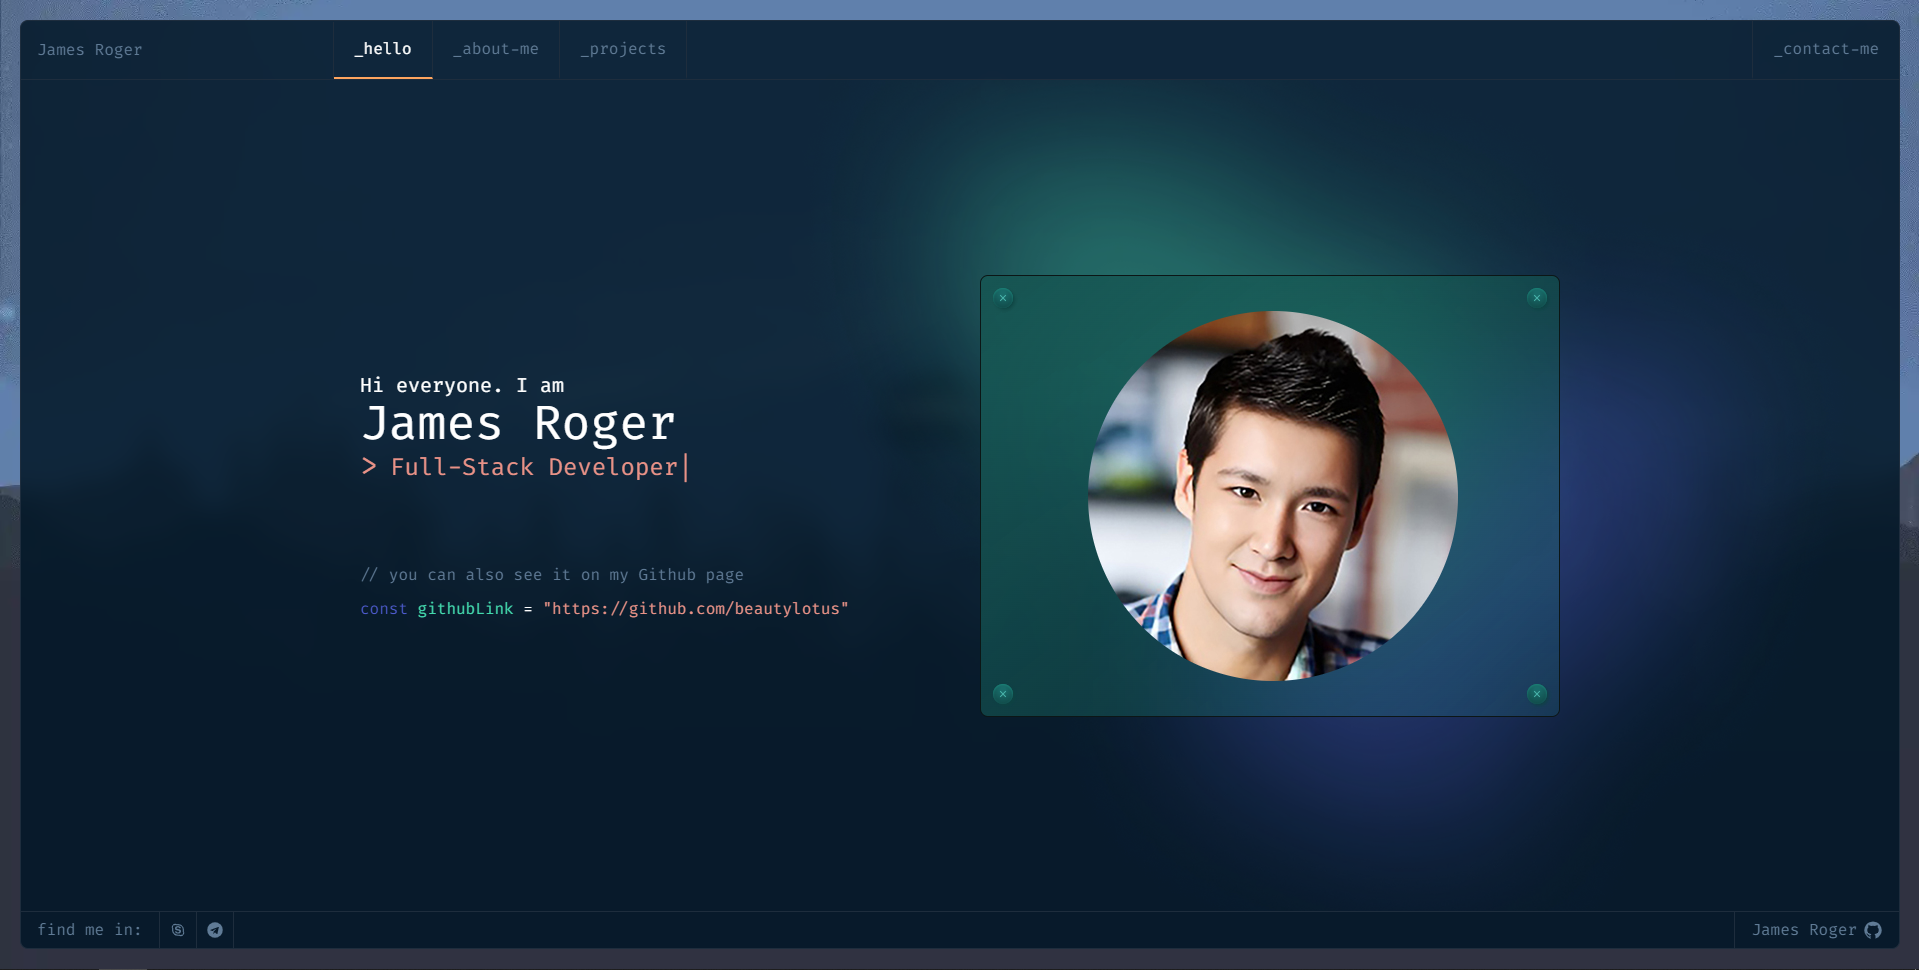 James Roger
_hello
_about-me
_projects
_contact-me
Hi everyone. I am
James Roger
> Full-Stack Developer|
// you can also see it on my Github page
const githubLink = "https://github.com/beautylotus"
find me in:
James Roger